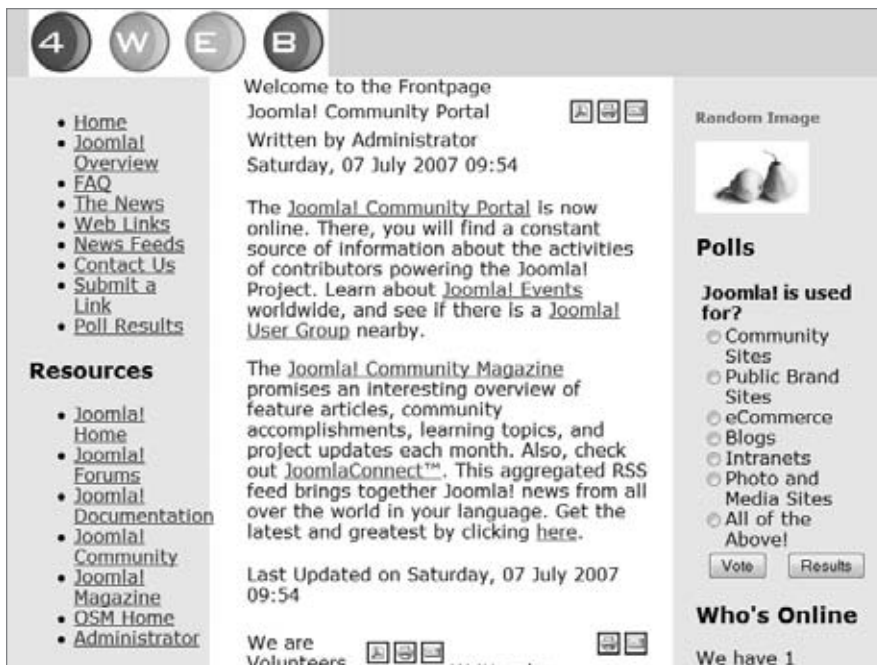 4 W E B
Home
Joomla!
Overview
FAQ
The News
Web Links
News Feeds
Contact Us
Submit a
Link
Poll Results
Resources
Joomla!
Home
Joomla!
Forums
Joomla!
Documentation
Joomla!
Community
Joomla!
Magazine
OSM Home
Administrator
Welcome to the Frontpage
Joomla! Community Portal
Written by Administrator
Saturday, 07 July 2007 09:54
The Joomla! Community Portal is now
online. There, you will find a constant
source of information about the activities
of contributors powering the Joomla!
Project. Learn about Joomla! Events
worldwide, and see if there is a Joomla!
User Group nearby.
The Joomla! Community Magazine
promises an interesting overview of
feature articles, community
accomplishments, learning topics, and
project updates each month. Also, check
out JoomlaConnect™. This aggregated RSS
feed brings together Joomla! news from all
over the world in your language. Get the
latest and greatest by clicking here.
Last Updated on Saturday, 07 July 2007
09:54
We are
Volunteers
Random Image
Polls
Joomla! is used
for?
Community
Sites
Public Brand
Sites
eCommerce
Blogs
Intranets
Photo and
Media Sites
All of the
Above!
Vote Results
Who's Online
We have 1